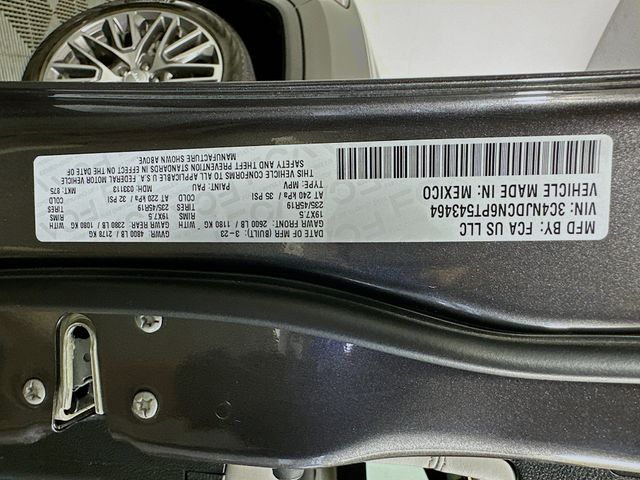 MFD BY: FCA US LLC
VIN: 3C4NJDCN6PT543464
VEHICLE MADE IN: MEXICO
DATE OF MFR (BUILT): 3-23
GVWR: 4800 LB / 2178 KG
GAWR FRONT: 2600 LB / 1180 KG WITH
GAWR REAR: 2380 LB / 1080 KG WITH
19X7.5 RIMS
19X7.5 RIMS
235/45R19 TIRES
235/45R19 TIRES
AT 240 kPa / 35 PSI COLD
AT 220 kPa / 32 PSI COLD
TYPE: MPV
PAINT: PAU
MDH: 033113
MKT: 875
THIS VEHICLE CONFORMS TO ALL APPLICABLE U.S.A. FEDERAL MOTOR VEHICLE
SAFETY AND THEFT PREVENTION STANDARDS IN EFFECT ON THE DATE OF
MANUFACTURE SHOWN ABOVE